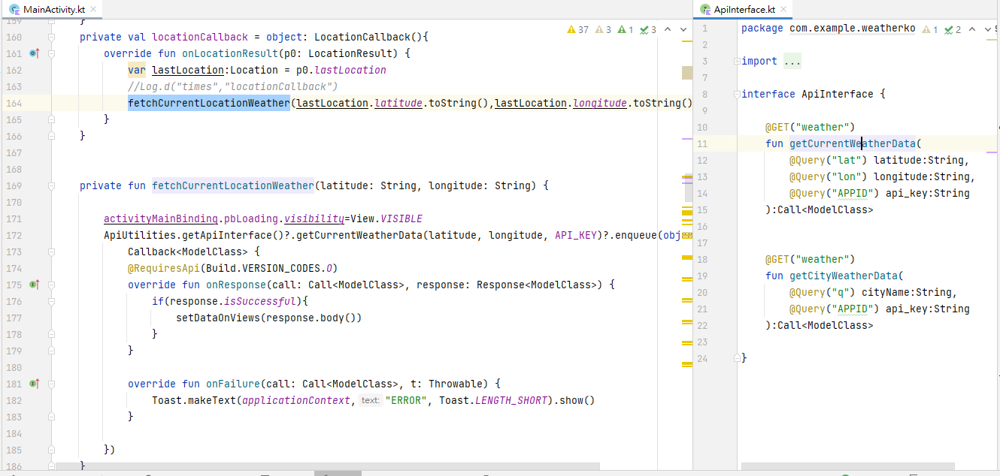 MainActivity.kt
159 }
160 private val locationCallback = object: LocationCallback(){
161 override fun onLocationResult(p0: LocationResult) {
162 var lastLocation:Location = p0.lastLocation
163 //Log.d("times","locationCallback")
164 fetchCurrentLocationWeather(lastLocation.latitude.toString(),lastLocation.longitude.toString()
165 }
166 }
167
168
169 private fun fetchCurrentLocationWeather(latitude: String, longitude: String) {
170
171 activityMainBinding.pbLoading.visibility=View.VISIBLE
172 ApiUtilities.getApiInterface()?.getCurrentWeatherData(latitude, longitude, API_KEY)?.enqueue(obj
173 Callback<ModelClass> {
174 @RequiresApi(Build.VERSION_CODES.O)
175 override fun onResponse(call: Call<ModelClass>, response: Response<ModelClass>) {
176 if(response.isSuccessful){
177 setDataOnViews(response.body())
178 }
179 }
180
181 override fun onFailure(call: Call<ModelClass>, t: Throwable) {
182 Toast.makeText(applicationContext, text: "ERROR", Toast.LENGTH_SHORT).show()
183 }
184
185 })
186 }
37 3 1 3
ApiInterface.kt
1 package com.example.weatherko
1 2
2
3 import ...
7
8 interface ApiInterface {
9
10 @GET("weather")
11 fun getCurrentWeatherData(
12 @Query("lat") latitude:String,
13 @Query("lon") longitude:String,
14 @Query("APPID") api_key:String
15 ):Call<ModelClass>
16
17
18 @GET("weather")
19 fun getCityWeatherData(
20 @Query("q") cityName:String,
21 @Query("APPID") api_key:String
22 ):Call<ModelClass>
23
24 }